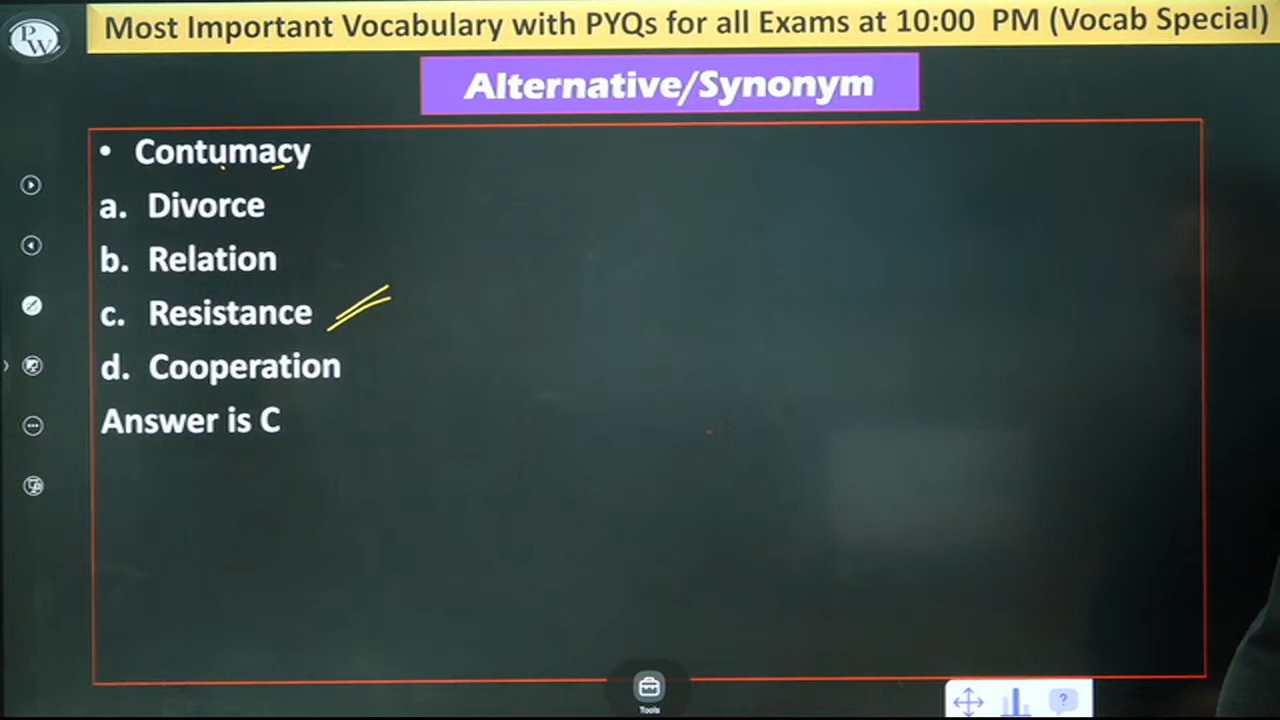 PW
Most Important Vocabulary with PYQs for all Exams at 10:00 PM (Vocab Special)
Alternative/Synonym
• Contumacy
a. Divorce
b. Relation
c. Resistance
d. Cooperation
Answer is C
Tools